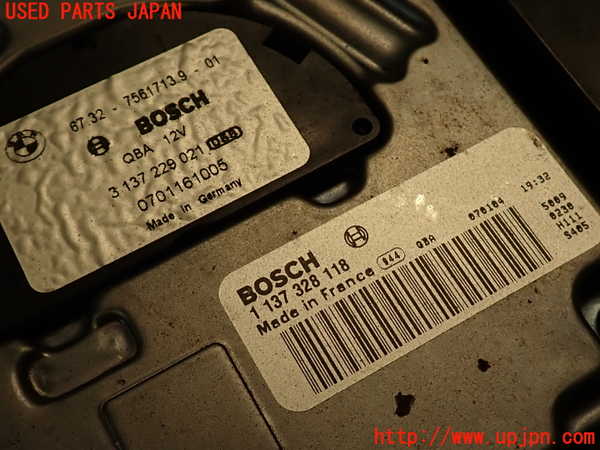 USED PARTS JAPAN
67.32 - 7561713.9 - 01
BOSCH
QBA 12V
3 137 229 021
0701161005
Made in Germany
BOSCH
1 137 328 118
Made in France 844 QBA 070104 19:32
5009
0230
H111
S405
http://www.upjpn.com/